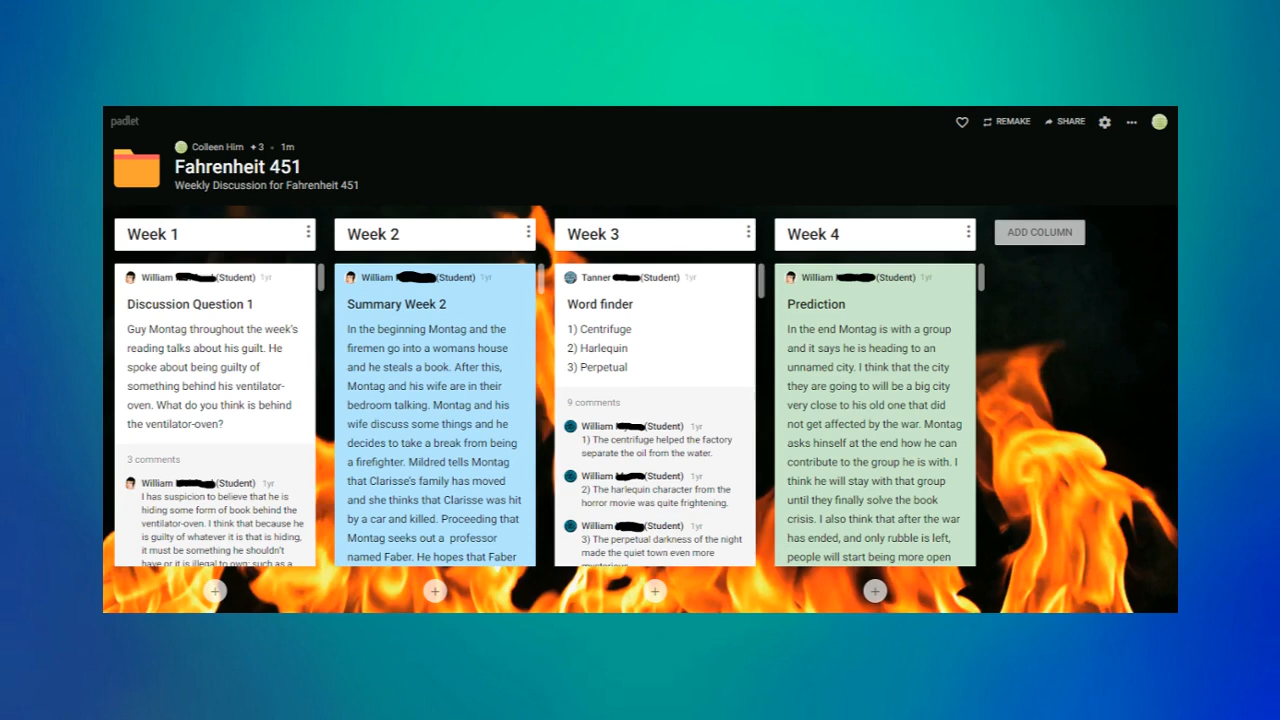 padlet
REMAKE
SHARE
Colleen Him +3 • 1m
Fahrenheit 451
Weekly Discussion for Fahrenheit 451
Week 1
Week 2
Week 3
Week 4
ADD COLUMN
William (Student) 1yr
Discussion Question 1
Guy Montag throughout the week's
reading talks about his guilt. He
spoke about being guilty of
something behind his ventilator-
oven. What do you think is behind
the ventilator-oven?
3 comments
William (Student) 1yr
I has suspicion to believe that he is
hiding some form of book behind the
ventilator-oven. I think that because he
is guilty of whatever it is that is hiding,
it must be something he shouldn't
have or it is illegal to own; such as a
William (Student) 1yr
Summary Week 2
In the beginning Montag and the
firemen go into a womans house
and he steals a book. After this,
Montag and his wife are in their
bedroom talking. Montag and his
wife discuss some things and he
decides to take a break from being
a firefighter. Mildred tells Montag
that Clarisse's family has moved
and she thinks that Clarisse was hit
by a car and killed. Proceeding that
Montag seeks out a professor
named Faber. He hopes that Faber
Tanner (Student) 1yr
Word finder
1) Centrifuge
2) Harlequin
3) Perpetual
9 comments
William (Student) 1yr
1) The centrifuge helped the factory
separate the oil from the water.
William (Student) 1yr
2) The harlequin character from the
horror movie was quite frightening.
William (Student) 1yr
3) The perpetual darkness of the night
made the quiet town even more
William (Student) 1yr
Prediction
In the end Montag is with a group
and it says he is heading to an
unnamed city. I think that the city
they are going to will be a big city
very close to his old one that did
not get affected by the war. Montag
asks hinself at the end how he can
contribute to the group he is with. I
think he will stay with that group
until they finally solve the book
crisis. I also think that after the war
has ended, and only rubble is left,
people will start being more open